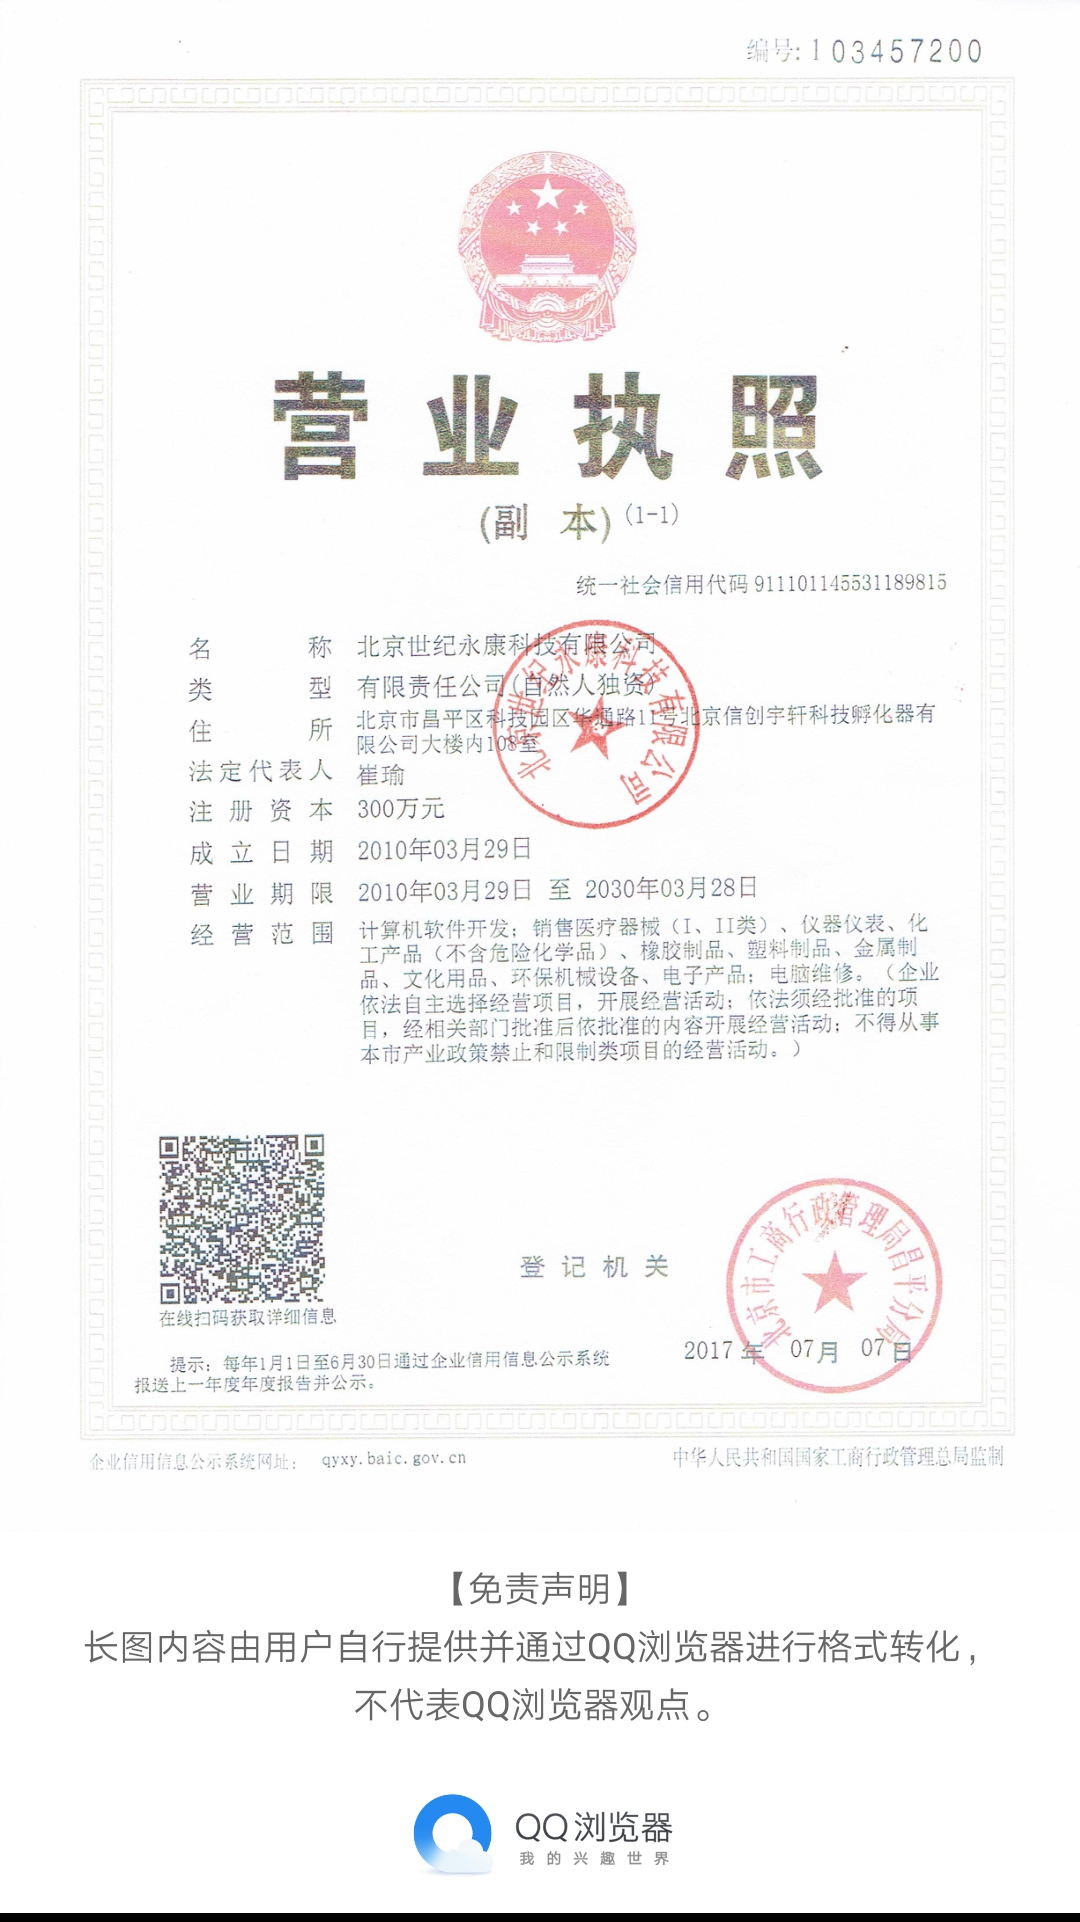 编号:103457200
营业执照
(副 本)(1-1)
统一社会信用代码 911101145531189815
名 称 北京世纪永康科技有限公司
类 型 有限责任公司(自然人独资)
住 所 北京市昌平区科技园区华通路11号北京信创宇轩科技孵化器有
限公司大楼内108室
法定代表人 崔瑜
注册资本 300万元
成立日期 2010年03月29日
营业期限 2010年03月29日 至 2030年03月28日
经营范围 计算机软件开发；销售医疗器械（I、II类）、仪器仪表、化
工产品（不含危险化学品）、橡胶制品、塑料制品、金属制
品、文化用品、环保机械设备、电子产品；电脑维修。（企业
依法自主选择经营项目，开展经营活动；依法须经批准的项
目，经相关部门批准后依批准的内容开展经营活动；不得从事
本市产业政策禁止和限制类项目的经营活动。）
北京世纪永康科技有限公司
在线扫码获取详细信息
登记机关
北京市工商行政管理局昌平分局
2017年 07月 07日
提示：每年1月1日至6月30日通过企业信用信息公示系统
报送上一年度年度报告并公示。
企业信用信息公示系统网址： qyxy.baic.gov.cn
中华人民共和国国家工商行政管理总局监制
【免责声明】
长图内容由用户自行提供并通过QQ浏览器进行格式转化，
不代表QQ浏览器观点。
QQ浏览器
我的兴趣世界